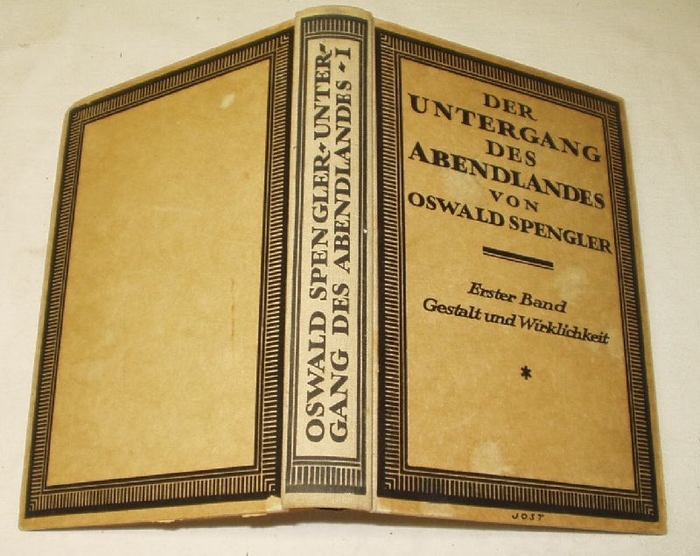 DER
UNTERGANG
DES
ABENDLANDES
VON
OSWALD SPENGLER
Erster Band
Gestalt und Wirklichkeit
*
JOST
OSWALD SPENGLER-UNTER-
GANG DES ABENDLANDES-I